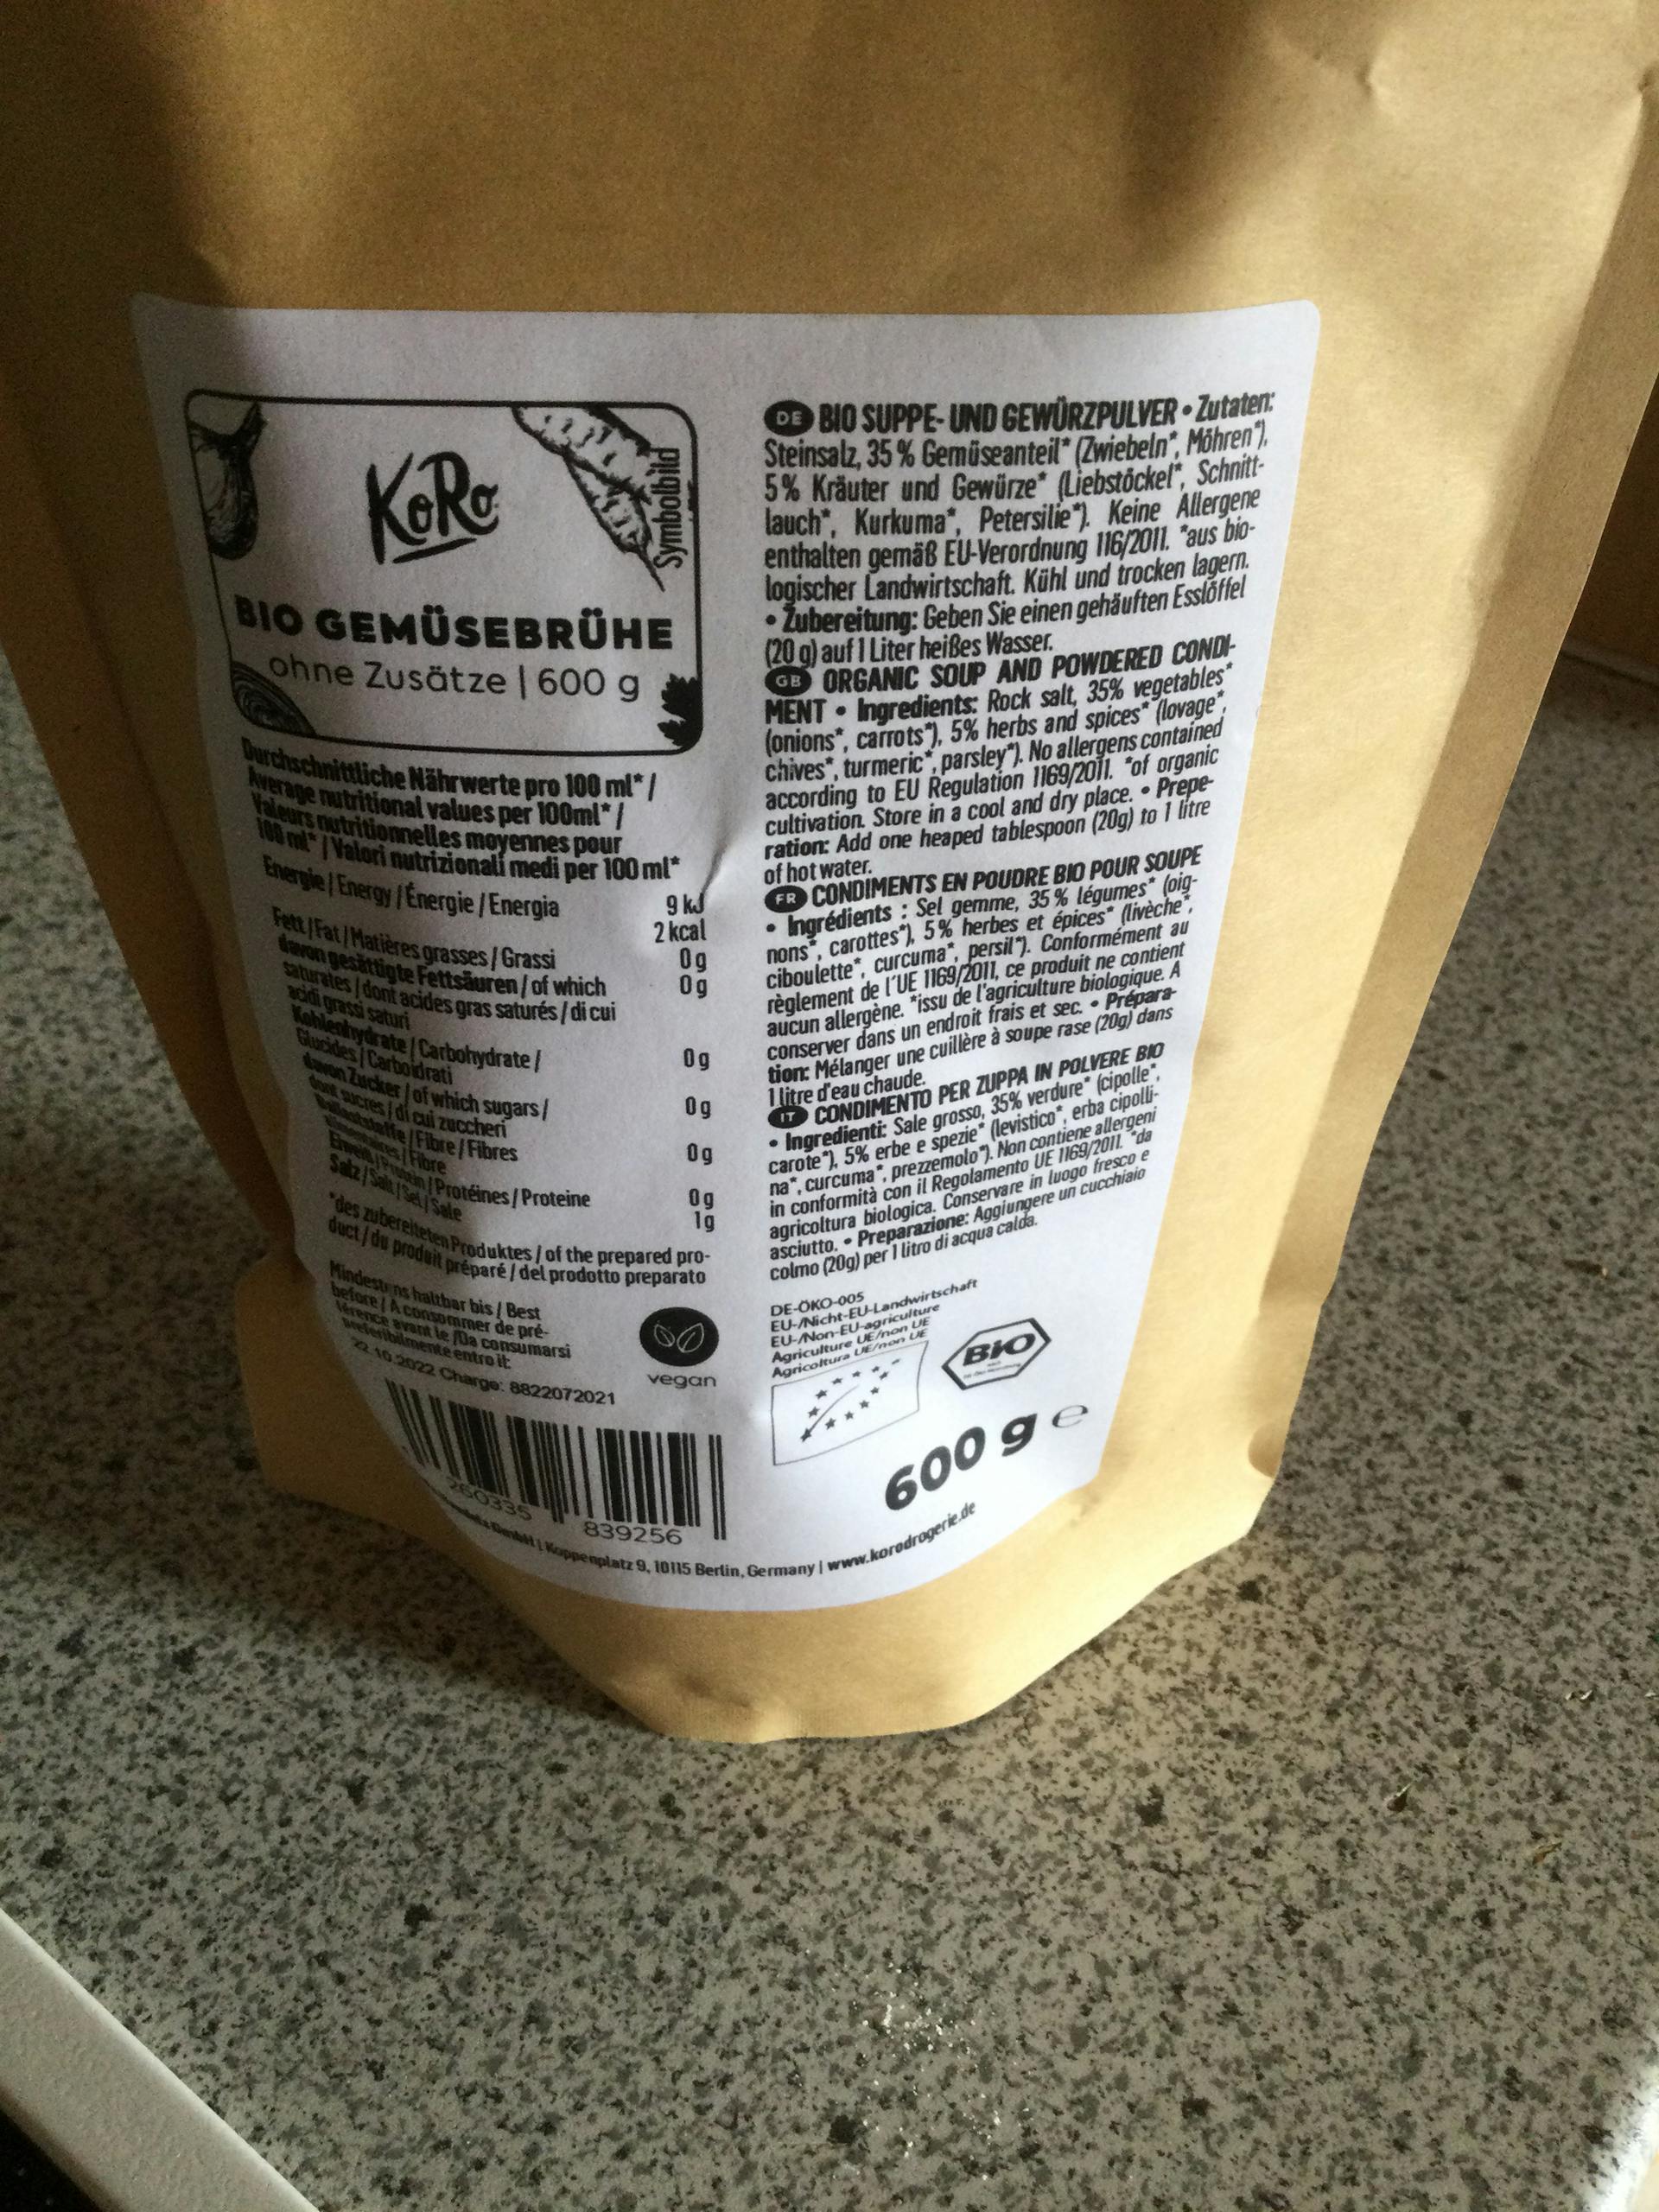 KoRo
Symbolbild
BIO GEMÜSEBRÜHE
ohne Zusätze | 600 g
Durchschnittliche Nährwerte pro 100 ml* /
Average nutritional values per 100ml* /
Valeurs nutritionnelles moyennes pour
100 ml* / Valori nutrizionali medi per 100 ml*
Energie / Energy / Énergie / Energia 9 kJ
2 kcal
Fett / Fat / Matières grasses / Grassi 0 g
davon gesättigte Fettsäuren / of which 0 g
saturates / dont acides gras saturés / di cui
acidi grassi saturi
Kohlenhydrate / Carbohydrate / 0 g
Glucides / Carboidrati
davon Zucker / of which sugars / 0 g
dont sucres / di cui zuccheri
Ballaststoffe / Fibre / Fibres 0 g
alimentaires / Fibre
Eiweiß / Protein / Protéines / Proteine 0 g
Salz / Salt / Sel / Sale 1g
*des zubereiteten Produktes / of the prepared pro-
duct / du produit préparé / del prodotto preparato
Mindestens haltbar bis / Best
before / A consommer de pré-
férence avant le /Da consumarsi
preferibilmente entro il:
22.10.2022 Charge: 8822072021
vegan
260335 839256
DE BIO SUPPE- UND GEWÜRZPULVER • Zutaten:
Steinsalz, 35 % Gemüseanteil* (Zwiebeln*, Möhren*),
5 % Kräuter und Gewürze* (Liebstöckel*, Schnitt-
lauch*, Kurkuma*, Petersilie*). Keine Allergene
enthalten gemäß EU-Verordnung 116/2011. *aus bio-
logischer Landwirtschaft. Kühl und trocken lagern.
• Zubereitung: Geben Sie einen gehäuften Esslöffel
(20 g) auf 1 Liter heißes Wasser.
GB ORGANIC SOUP AND POWDERED CONDI-
MENT • Ingredients: Rock salt, 35% vegetables*
(onions*, carrots*), 5% herbs and spices* (lovage*,
chives*, turmeric*, parsley*). No allergens contained
according to EU Regulation 1169/2011. *of organic
cultivation. Store in a cool and dry place. • Prepe-
ration: Add one heaped tablespoon (20g) to 1 litre
of hot water.
FR CONDIMENTS EN POUDRE BIO POUR SOUPE
• Ingrédients : Sel gemme, 35 % légumes* (oig-
nons*, carottes*), 5% herbes et épices* (livèche*,
ciboulette*, curcuma*, persil*). Conformément au
règlement de l'UE 1169/2011, ce produit ne contient
aucun allergène. *issu de l'agriculture biologique. A
conserver dans un endroit frais et sec. • Prépara-
tion: Mélanger une cuillère à soupe rase (20g) dans
1 litre d'eau chaude.
IT CONDIMENTO PER ZUPPA IN POLVERE BIO
• Ingredienti: Sale grosso, 35% verdure* (cipolle*,
carote*), 5% erbe e spezie* (levistico*, erba cipolli-
na*, curcuma*, prezzemolo*). Non contiene allergeni
in conformità con il Regolamento UE 1169/2011. *da
agricoltura biologica. Conservare in luogo fresco e
asciutto. • Preparazione: Aggiungere un cucchiaio
colmo (20g) per 1 litro di acqua calda.
DE-ÖKO-005
EU-/Nicht-EU-Landwirtschaft
EU-/Non-EU-agriculture
Agriculture UE/non UE
Agricoltura UE/non UE
BIO
600 g e
GmbH | Koppenplatz 9, 10115 Berlin, Germany | www.korodrogerie.de